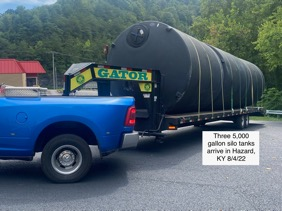 GATOR
Three 5,000
gallon silo tanks
arrive in Hazard,
KY 8/4/22